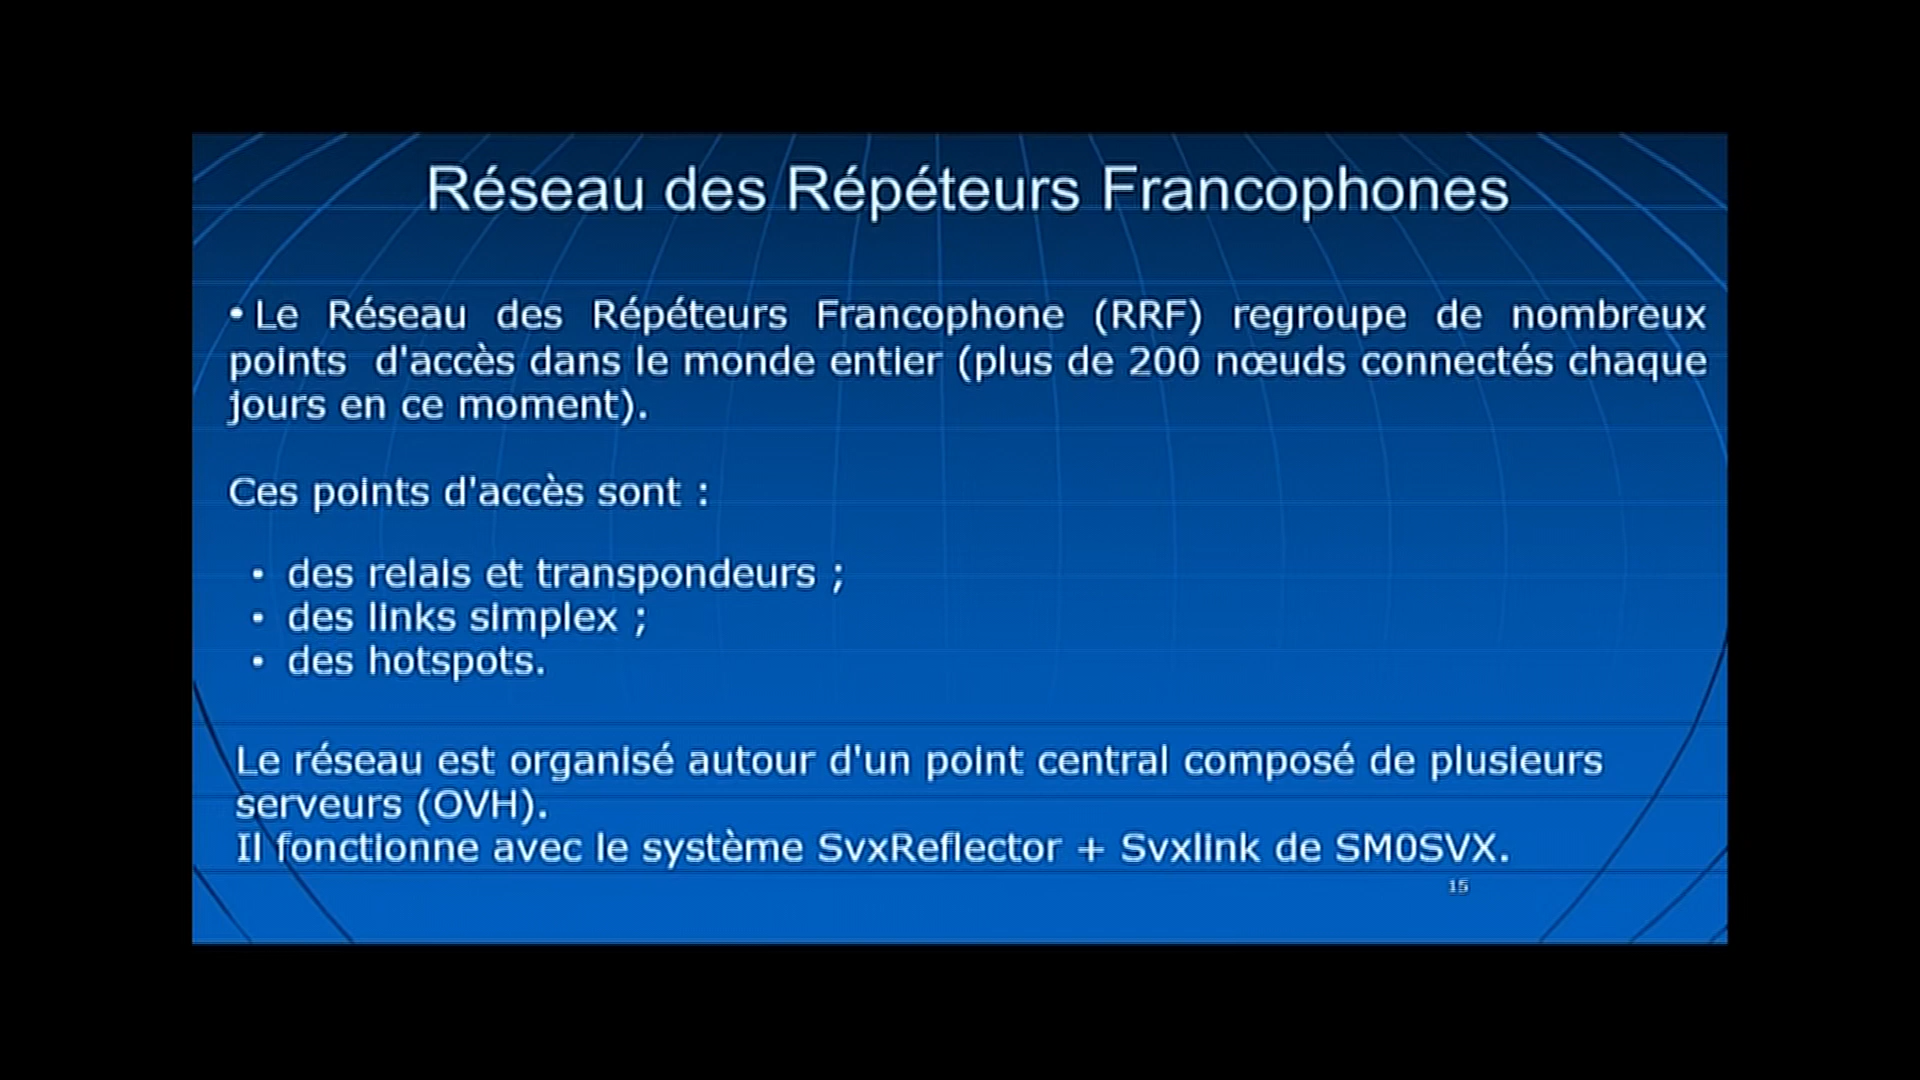 Réseau des Répéteurs Francophones
• Le Réseau des Répéteurs Francophone (RRF) regroupe de nombreux
points d'accès dans le monde entier (plus de 200 nœuds connectés chaque
jours en ce moment).
Ces points d'accès sont :
• des relais et transpondeurs ;
• des links simplex ;
• des hotspots.
Le réseau est organisé autour d'un point central composé de plusieurs
serveurs (OVH).
Il fonctionne avec le système SvxReflector + Svxlink de SM0SVX.
15